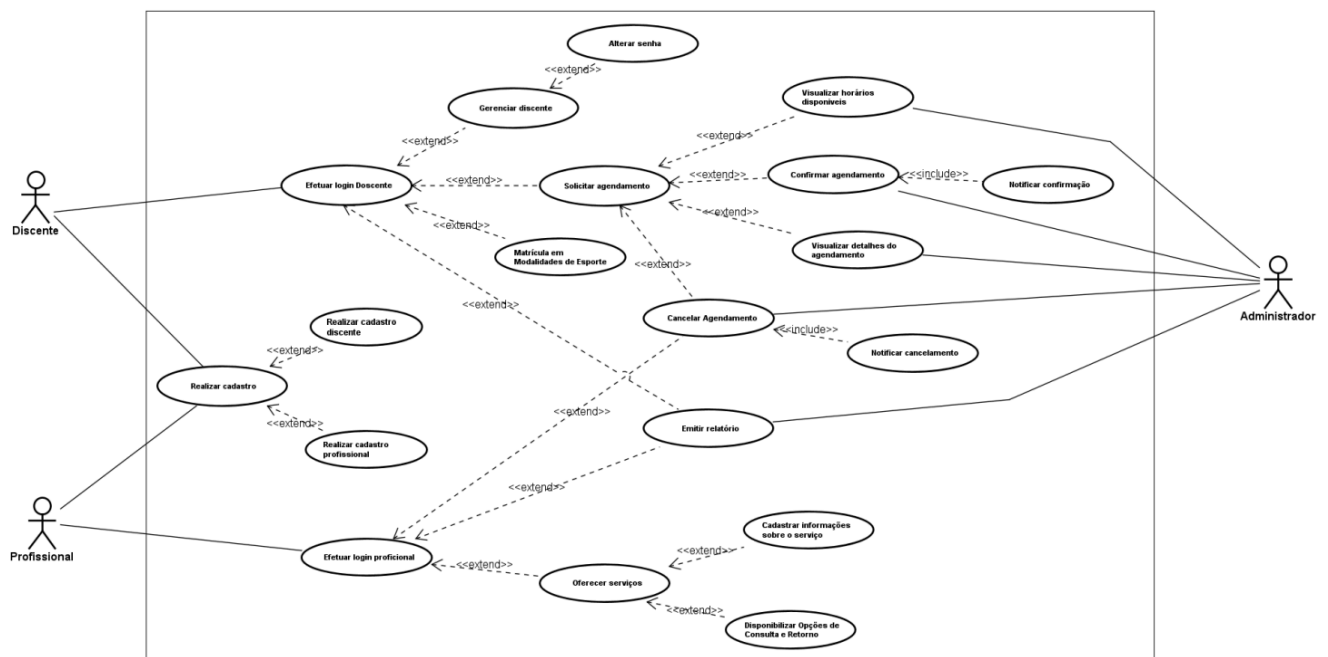 Alterar senha
<<extend>>
Gerenciar discente
Visualizar horários
disponíveis
<<extend>>
<<extend>>
Efetuar login Doscente
<<extend>>
Solicitar agendamento
<<extend>>
Confirmar agendamento
<<include>>
Notificar confirmação
Discente
<<extend>>
<<extend>>
Matrícula em
Modalidades de Esporte
Visualizar detalhes do
agendamento
<<extend>>
<<extend>>
Cancelar Agendamento
Administrador
Realizar cadastro
discente
<<include>>
<<extend>>
Notificar cancelamento
Realizar cadastro
<<extend>>
<<extend>>
Emitir relatório
Realizar cadastro
profissional
<<extend>>
Profissional
Efetuar login proficional
Cadastrar informações
sobre o serviço
<<extend>>
<<extend>>
Oferecer serviços
<<extend>>
Disponibilizar Opções de
Consulta e Retorno